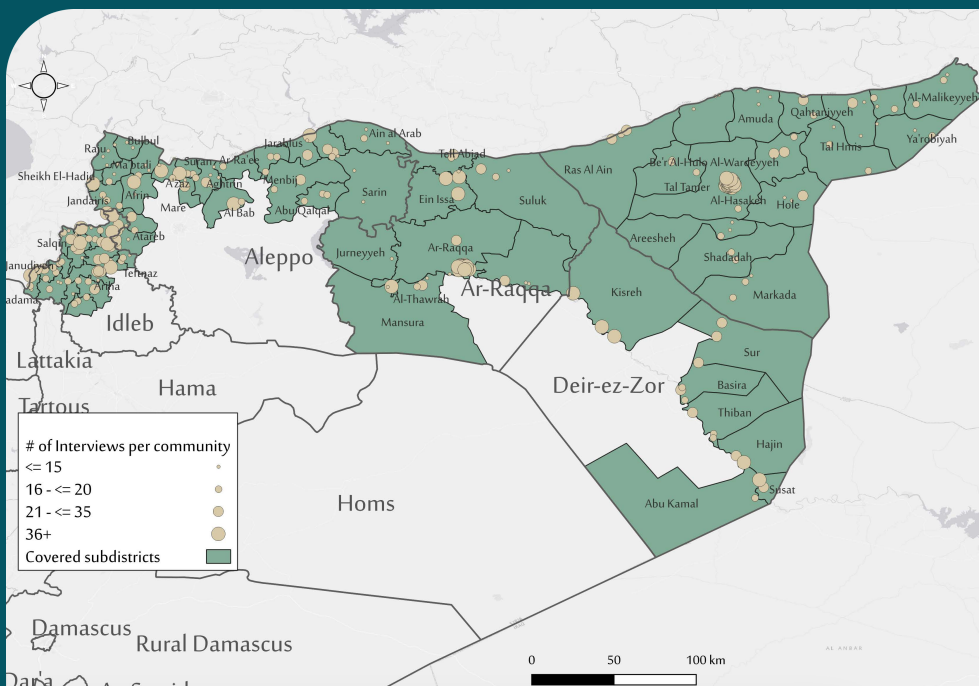 Al-Malikeyyeh
Qahtaniyyeh
Amuda
Ya'robiyah
Tal Hmis
Ain al Arab
Jarablus
Bulbul
Raju
Ma'btali
Suran
Ar Ra'ee
Tell Abiad
Be'r Al-Hulo Al-Wardeyyeh
Ras Al Ain
Sheikh El-Hadid
A'zaz
Aghtrin
Menbij
Tal Tamer
Afrin
Sarin
Ein Issa
Suluk
Jandairis
Mare
Al Bab
Abu Qalqal
Al-Hasakeh
Hole
Salqin
Atareb
Areesheh
Ar-Raqqa
Jurneyyeh
Aleppo
Shadadah
Janudiyeh
Teftnaz
Ariha
adama
Al-Thawrah
Ar-Raqqa
Kisreh
Markada
Idleb
Mansura
Sur
Lattakia
Hama
Deir-ez-Zor
Basira
Tartous
Thiban
Hajin
# of Interviews per community
<= 15
16 - <= 20
21 - <= 35
36+
Covered subdistricts
Homs
Abu Kamal
Susat
Damascus
Rural Damascus
AL ANBAR
0 50 100 km
Dar'a